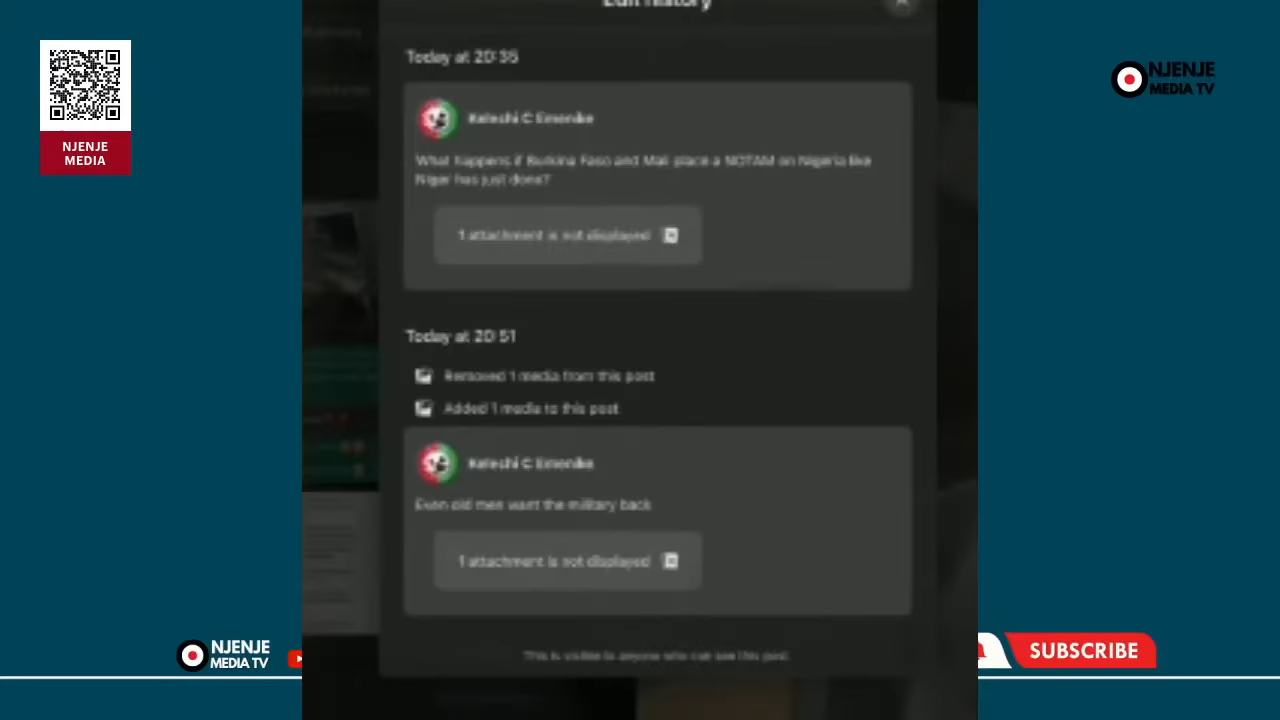 Edit history
Today at 20:35
NJENJE
MEDIA TV
Kelechi C Emenike
NJENJE
MEDIA
What happens if Burkina Faso and Mali place a NOTAM on Nigeria like
Niger has just done?
1 attachment is not displayed
Today at 20:51
Removed 1 media from this post
Added 1 media to this post
Kelechi C Emenike
Even old men want the military back
1 attachment is not displayed
This is visible to anyone who can see this post.
NJENJE
MEDIA TV
SUBSCRIBE